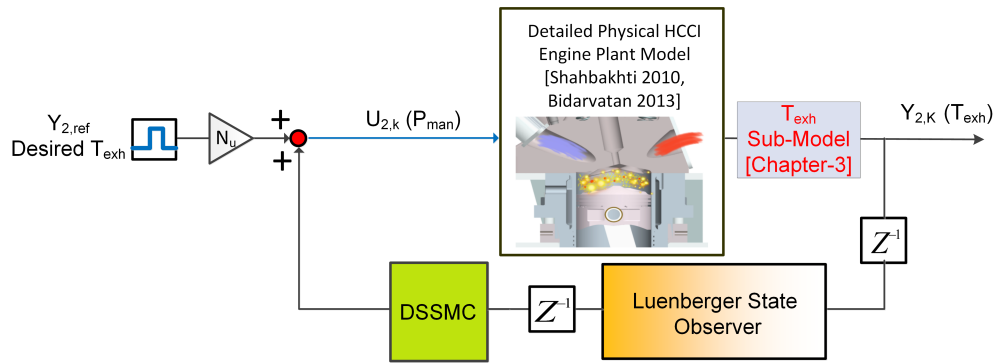 Detailed Physical HCCI
Engine Plant Model
[Shahbakhti 2010,
Bidarvatan 2013]
Y2,ref
Desired Texh
Nu
+
+
U2,k (Pman)
Texh
Sub-Model
[Chapter-3]
Y2,K (Texh)
Z-1
DSSMC
Z-1
Luenberger State
Observer